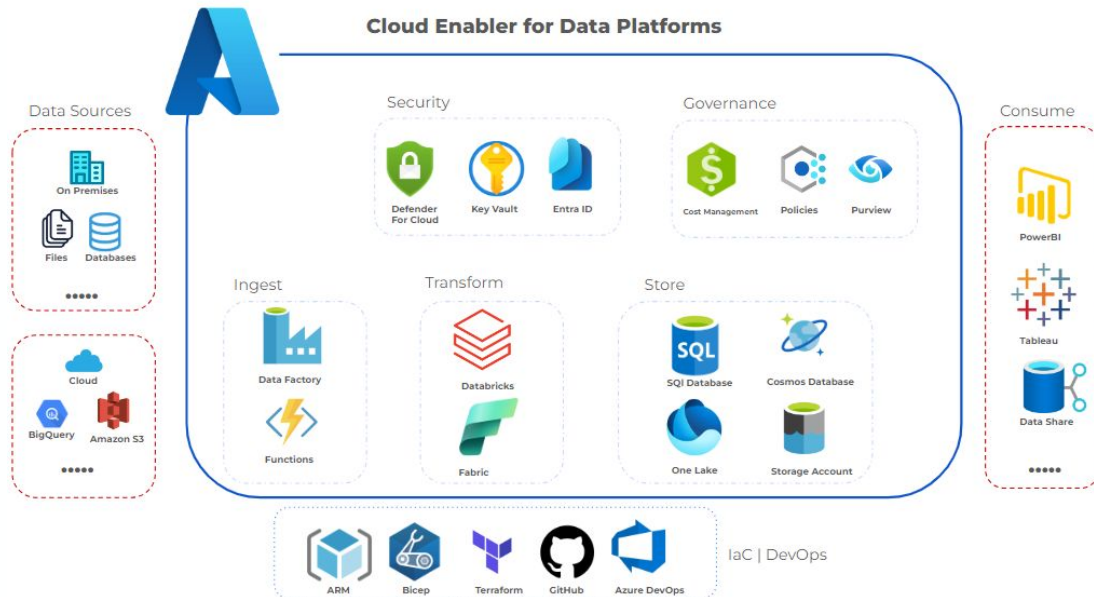 Cloud Enabler for Data Platforms
Data Sources
On Premises
Files
Databases
•••••
Cloud
BigQuery
Amazon S3
•••••
Security
Defender
For Cloud
Key Vault
Entra ID
Governance
Cost Management
Policies
Purview
Ingest
Data Factory
Functions
Transform
Databricks
Fabric
Store
SQL
SQl Database
Cosmos Database
One Lake
Storage Account
Consume
PowerBI
Tableau
Data Share
•••••
ARM
Bicep
Terraform
GitHub
Azure DevOps
IaC | DevOps